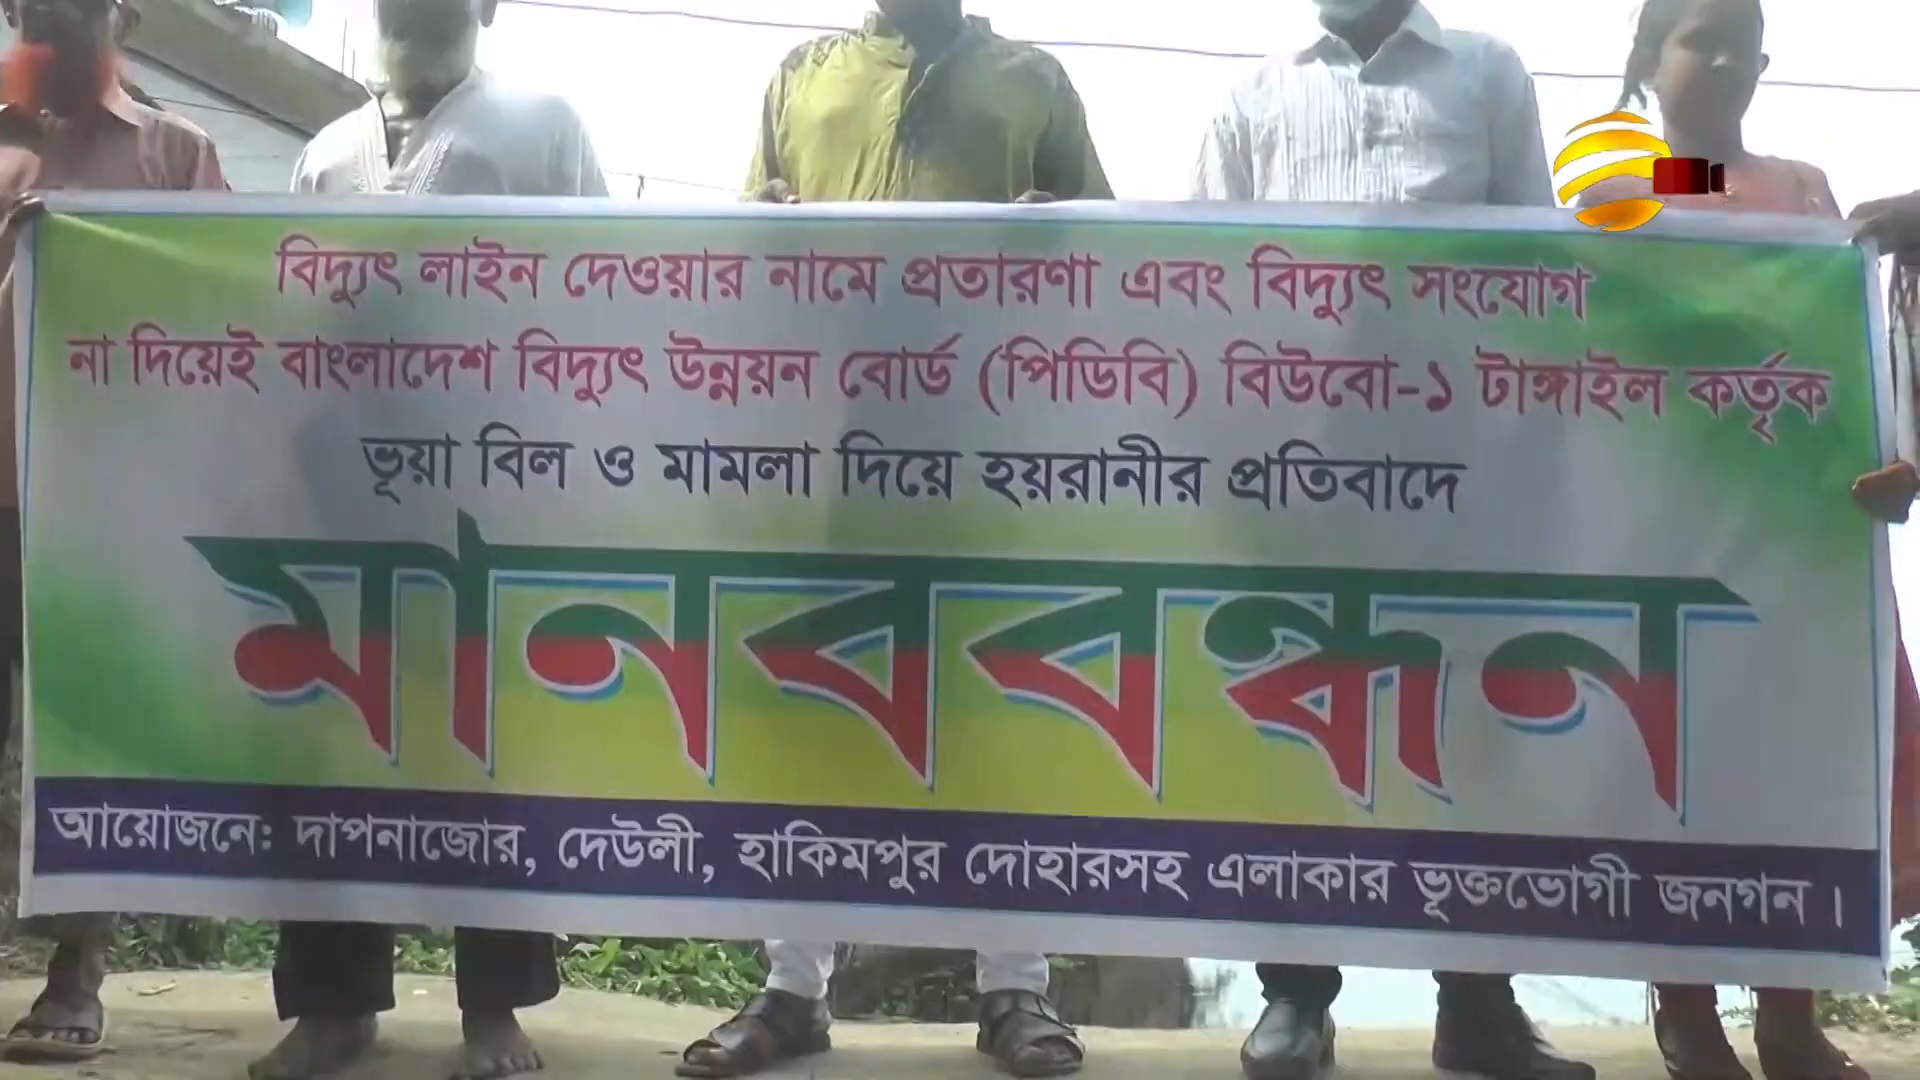 বিদ্যুৎ লাইন দেওয়ার নামে প্রতারণা এবং বিদ্যুৎ সংযোগ
না দিয়েই বাংলাদেশ বিদ্যুৎ উন্নয়ন বোর্ড (পিডিবি) বিউবো-১ টাঙ্গাইল কর্তৃক
ভূয়া বিল ও মামলা দিয়ে হয়রানীর প্রতিবাদে
মানববন্ধন
আয়োজনে: দাপনাজোর, দেউলী, হাকিমপুর দোহারসহ এলাকার ভূক্তভোগী জনগন।